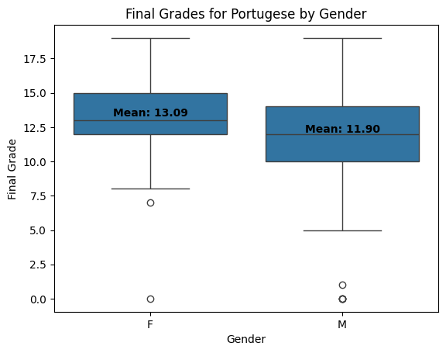 Final Grades for Portugese by Gender
17.5
15.0
12.5
10.0
7.5
5.0
2.5
0.0
Final Grade
Mean: 13.09
Mean: 11.90
F
M
Gender